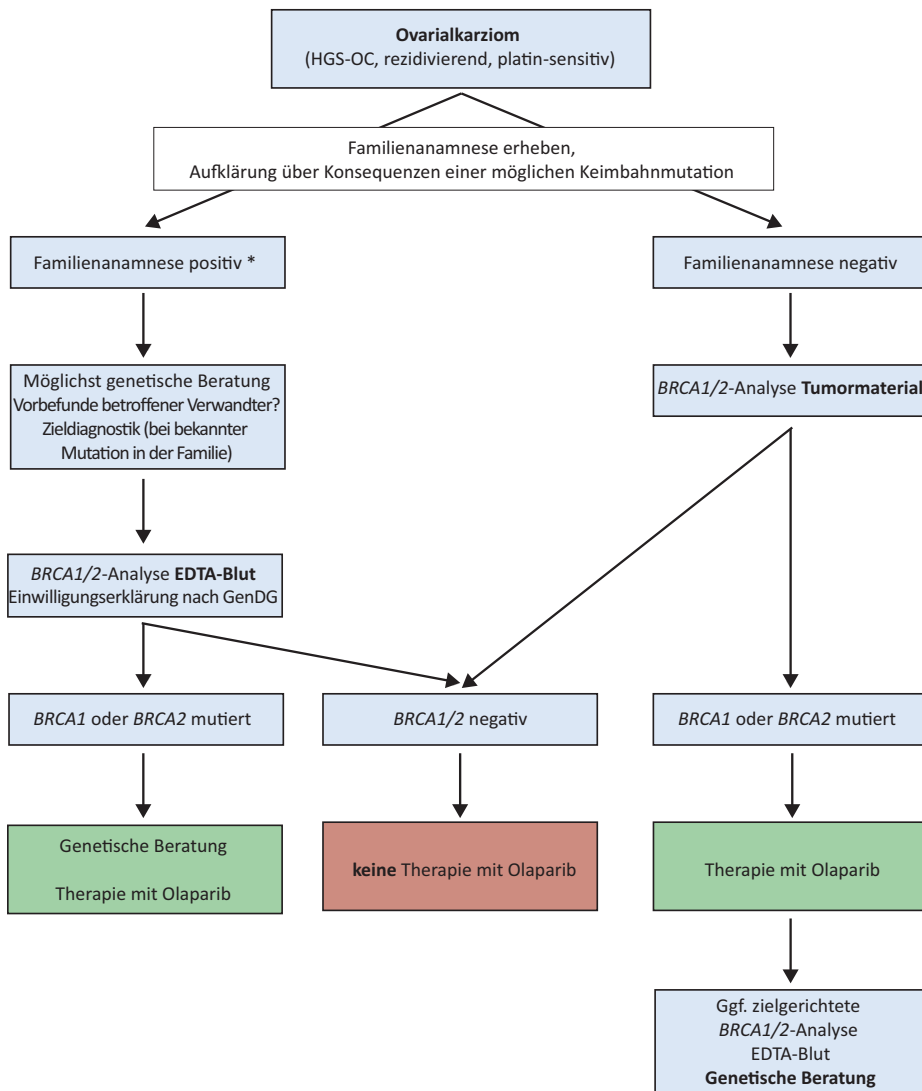 Ovarialkarziom
(HGS-OC, rezidivierend, platin-sensitiv)
Familienanamnese erheben,
Aufklärung über Konsequenzen einer möglichen Keimbahnmutation
Familienanamnese positiv *
Familienanamnese negativ
Möglichst genetische Beratung
Vorbefunde betroffener Verwandter?
Zieldiagnostik (bei bekannter
Mutation in der Familie)
BRCA1/2-Analyse Tumormaterial
BRCA1/2-Analyse EDTA-Blut
Einwilligungserklärung nach GenDG
BRCA1 oder BRCA2 mutiert
BRCA1/2 negativ
BRCA1 oder BRCA2 mutiert
Genetische Beratung
Therapie mit Olaparib
keine Therapie mit Olaparib
Therapie mit Olaparib
Ggf. zielgerichtete
BRCA1/2-Analyse
EDTA-Blut
Genetische Beratung